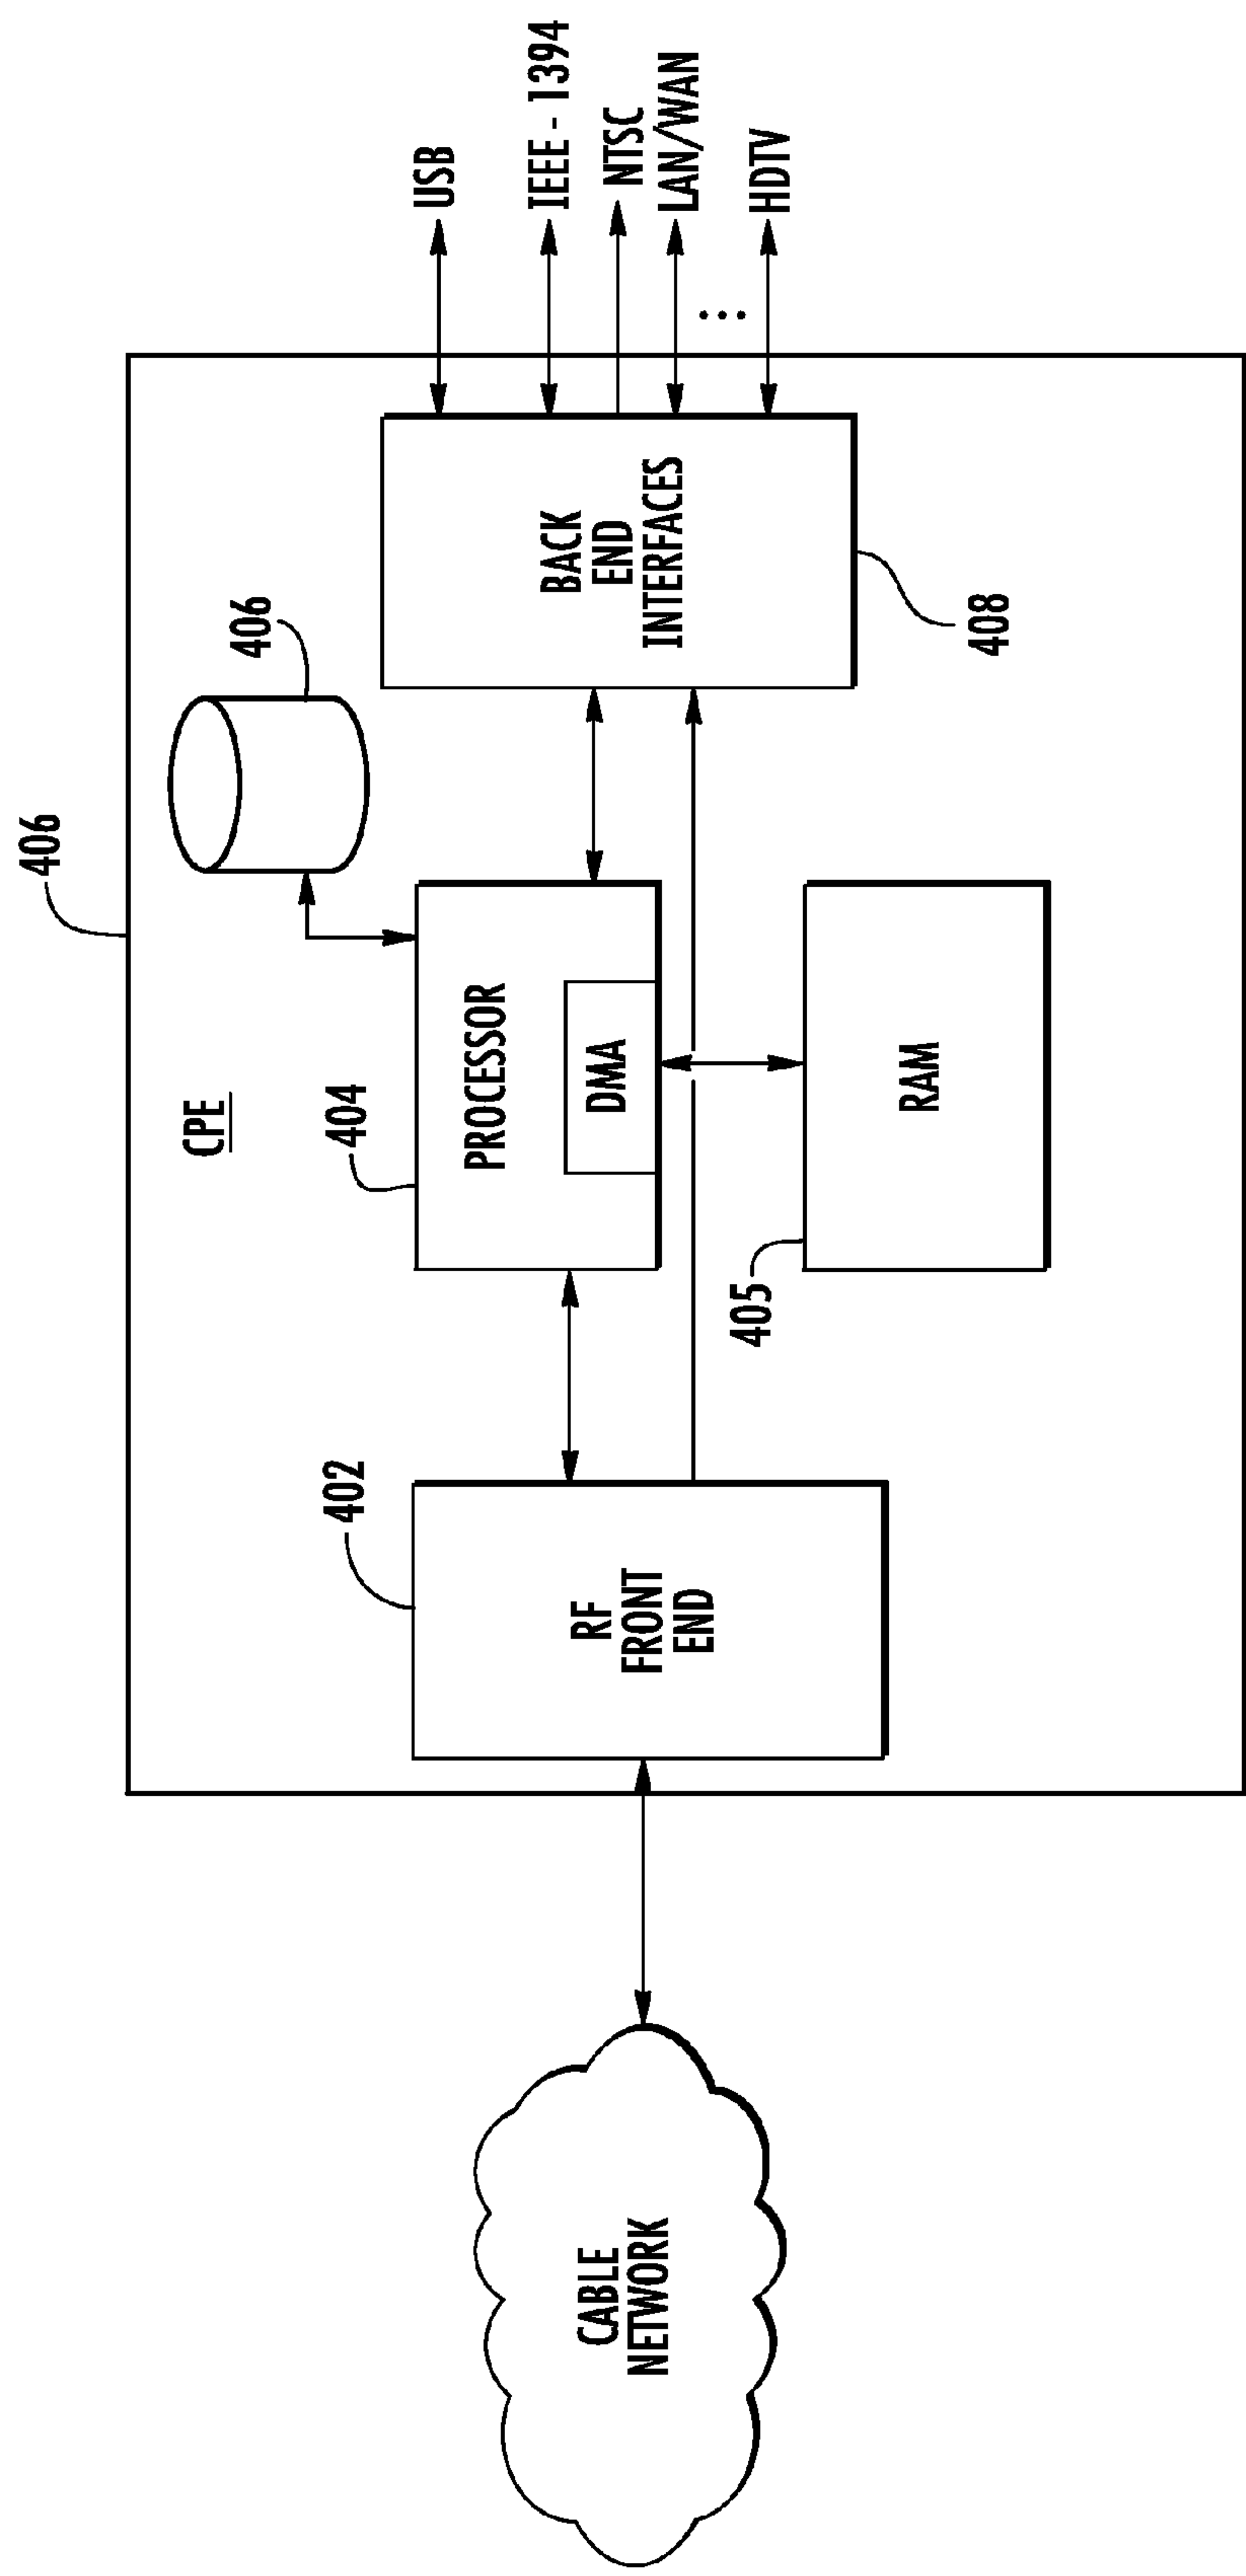 406
CPE
406
404
402
PROCESSOR
DMA
RF
FRONT
END
BACK
END
INTERFACES
USB
IEEE - 1394
NTSC
LAN/WAN
HDTV
CABLE
NETWORK
405
RAM
408